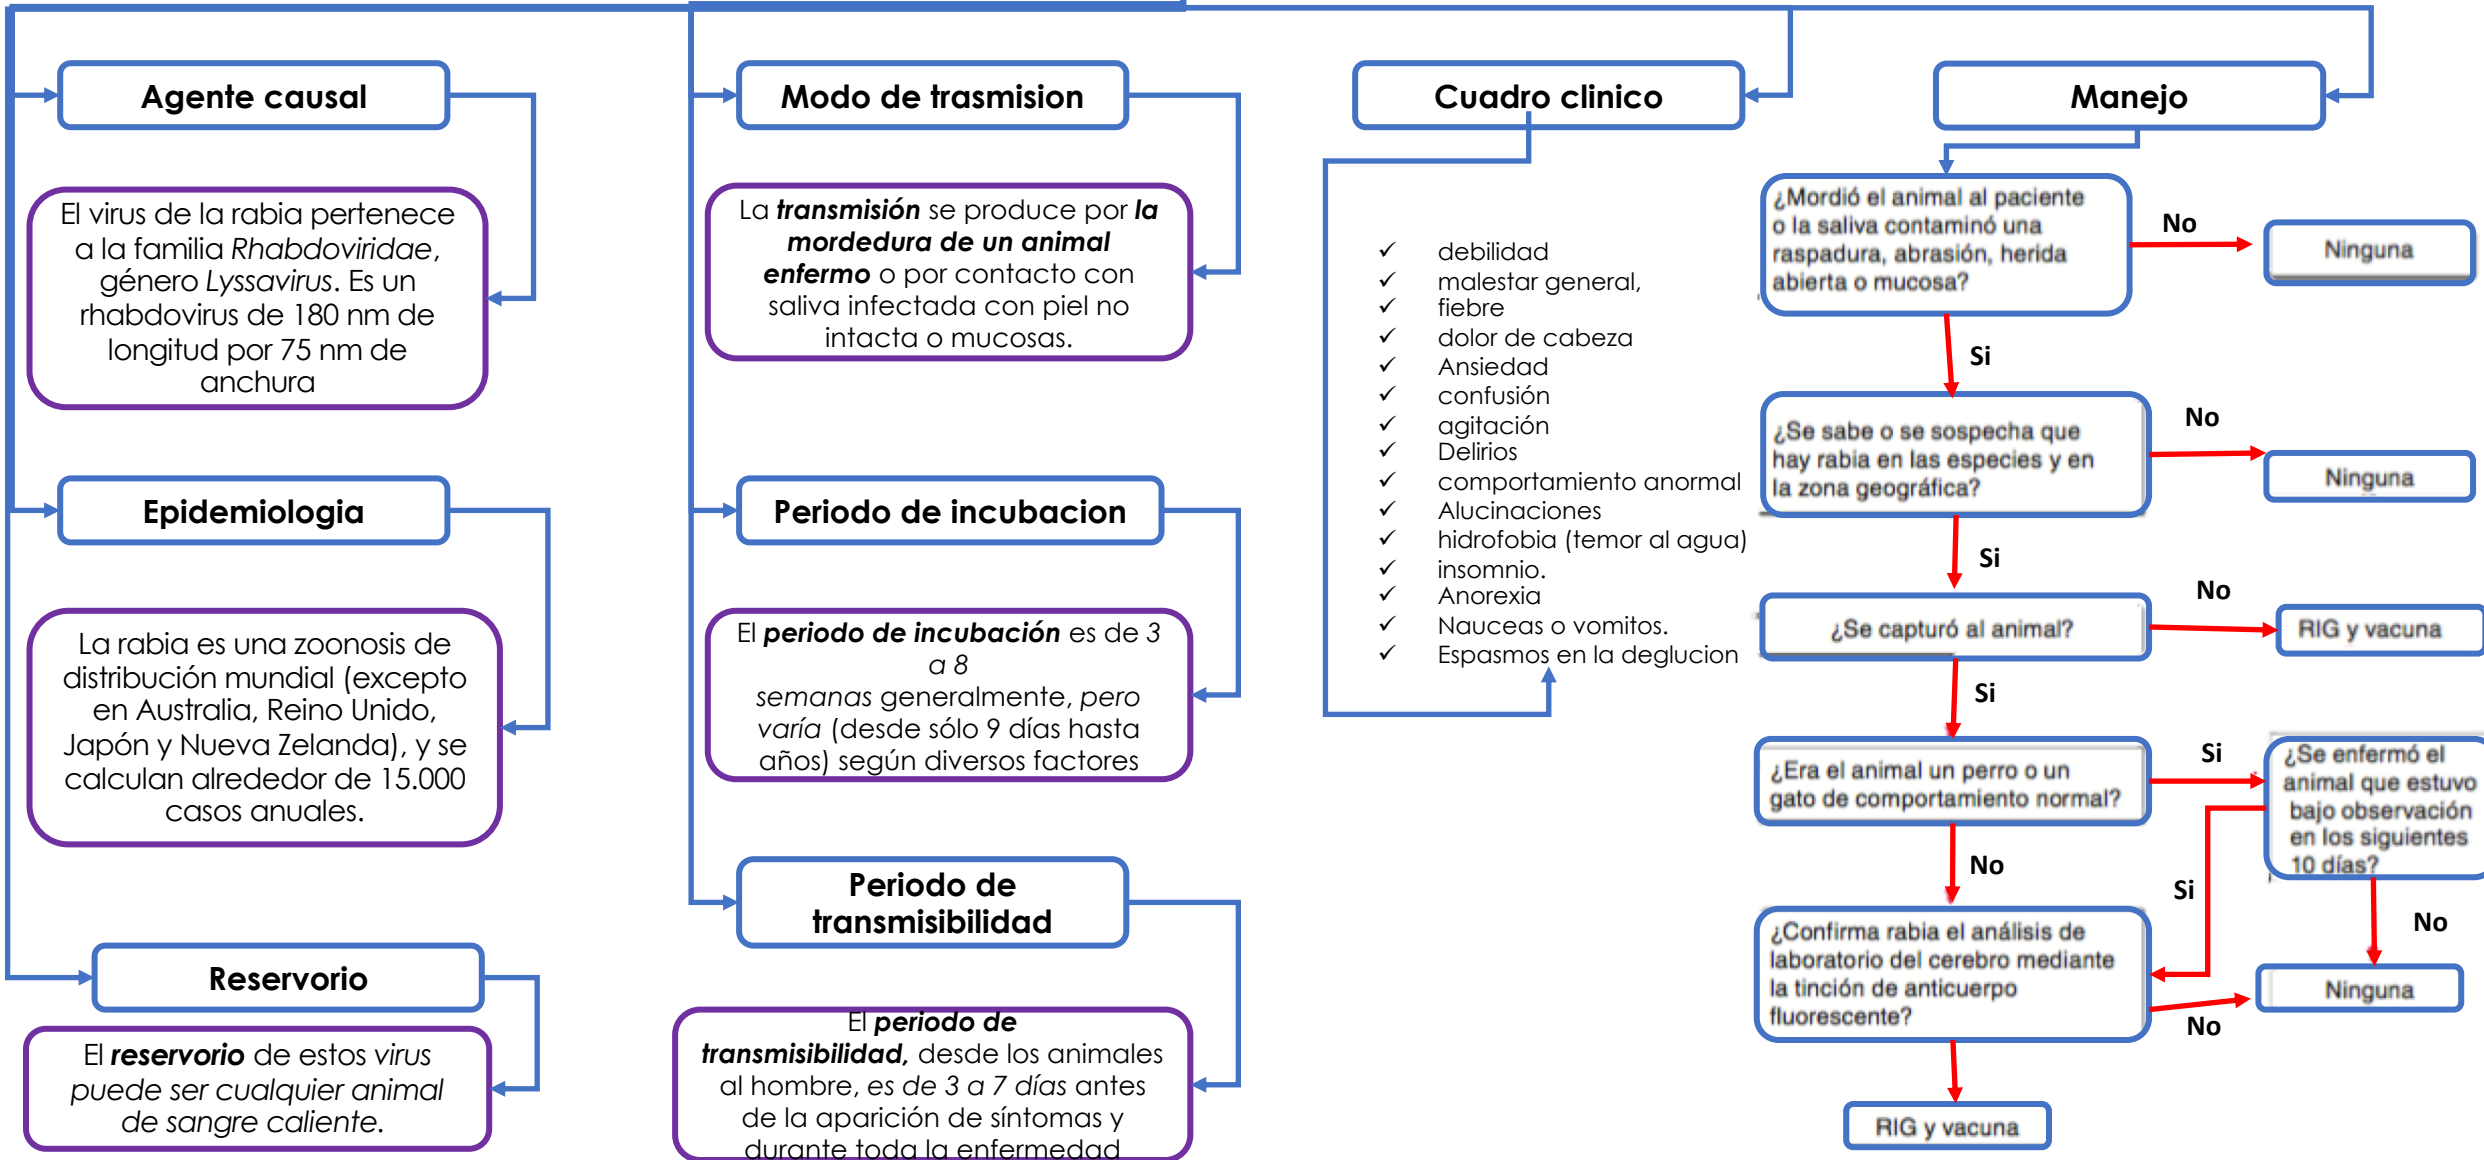 Agente causal
El virus de la rabia pertenece
a la familia Rhabdoviridae,
género Lyssavirus. Es un
rhabdovirus de 180 nm de
longitud por 75 nm de
anchura
Epidemiologia
La rabia es una zoonosis de
distribución mundial (excepto
en Australia, Reino Unido,
Japón y Nueva Zelanda), y se
calculan alrededor de 15.000
casos anuales.
Reservorio
El reservorio de estos virus
puede ser cualquier animal
de sangre caliente.
Modo de trasmision
La transmisión se produce por la
mordedura de un animal
enfermo o por contacto con
saliva infectada con piel no
intacta o mucosas.
Periodo de incubacion
El periodo de incubación es de 3
a 8
semanas generalmente, pero
varía (desde sólo 9 días hasta
años) según diversos factores
Periodo de
transmisibilidad
El periodo de
transmisibilidad, desde los animales
al hombre, es de 3 a 7 días antes
de la aparición de síntomas y
durante toda la enfermedad
Cuadro clinico
✓ debilidad
✓ malestar general,
✓ fiebre
✓ dolor de cabeza
✓ Ansiedad
✓ confusión
✓ agitación
✓ Delirios
✓ comportamiento anormal
✓ Alucinaciones
✓ hidrofobia (temor al agua)
✓ insomnio.
✓ Anorexia
✓ Nauceas o vomitos.
✓ Espasmos en la deglucion
Manejo
¿Mordió el animal al paciente
o la saliva contaminó una
raspadura, abrasión, herida
abierta o mucosa?
No
Ninguna
Si
¿Se sabe o se sospecha que
hay rabia en las especies y en
la zona geográfica?
No
Ninguna
Si
¿Se capturó al animal?
No
RIG y vacuna
Si
¿Era el animal un perro o un
gato de comportamiento normal?
Si
¿Se enfermó el
animal que estuvo
bajo observación
en los siguientes
10 días?
No
Si
No
¿Confirma rabia el análisis de
laboratorio del cerebro mediante
la tinción de anticuerpo
fluorescente?
Ninguna
No
RIG y vacuna